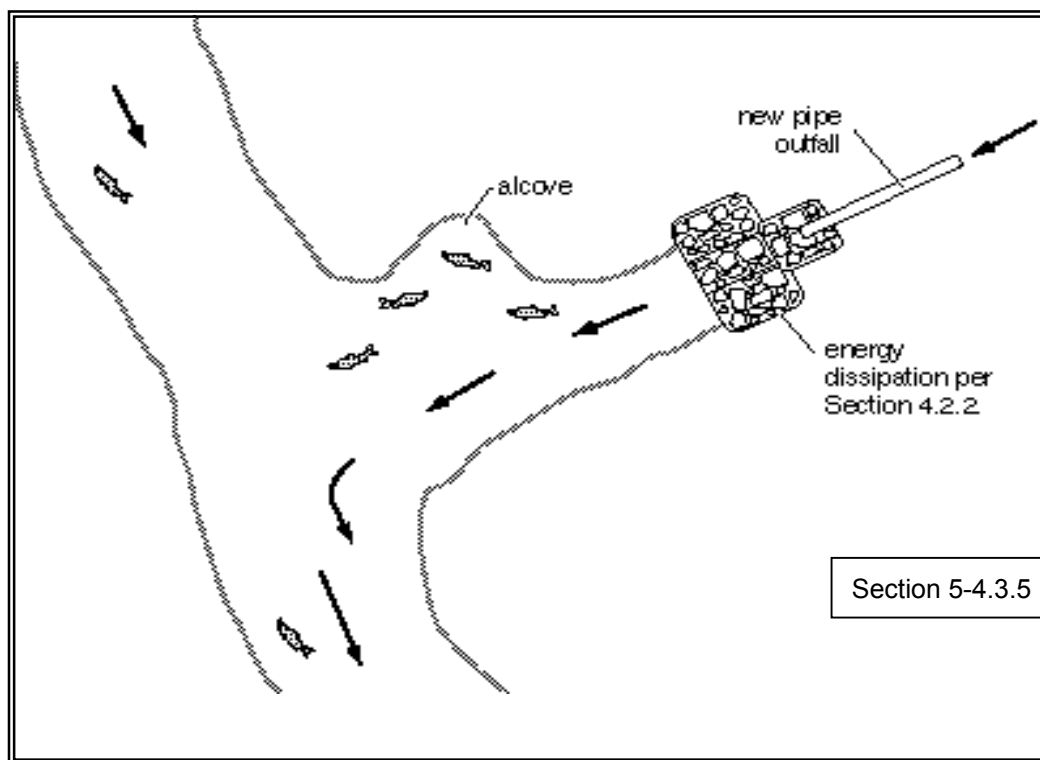 new pipe
outfall
alcove
energy
dissipation per
Section 4.2.2
Section 5-4.3.5